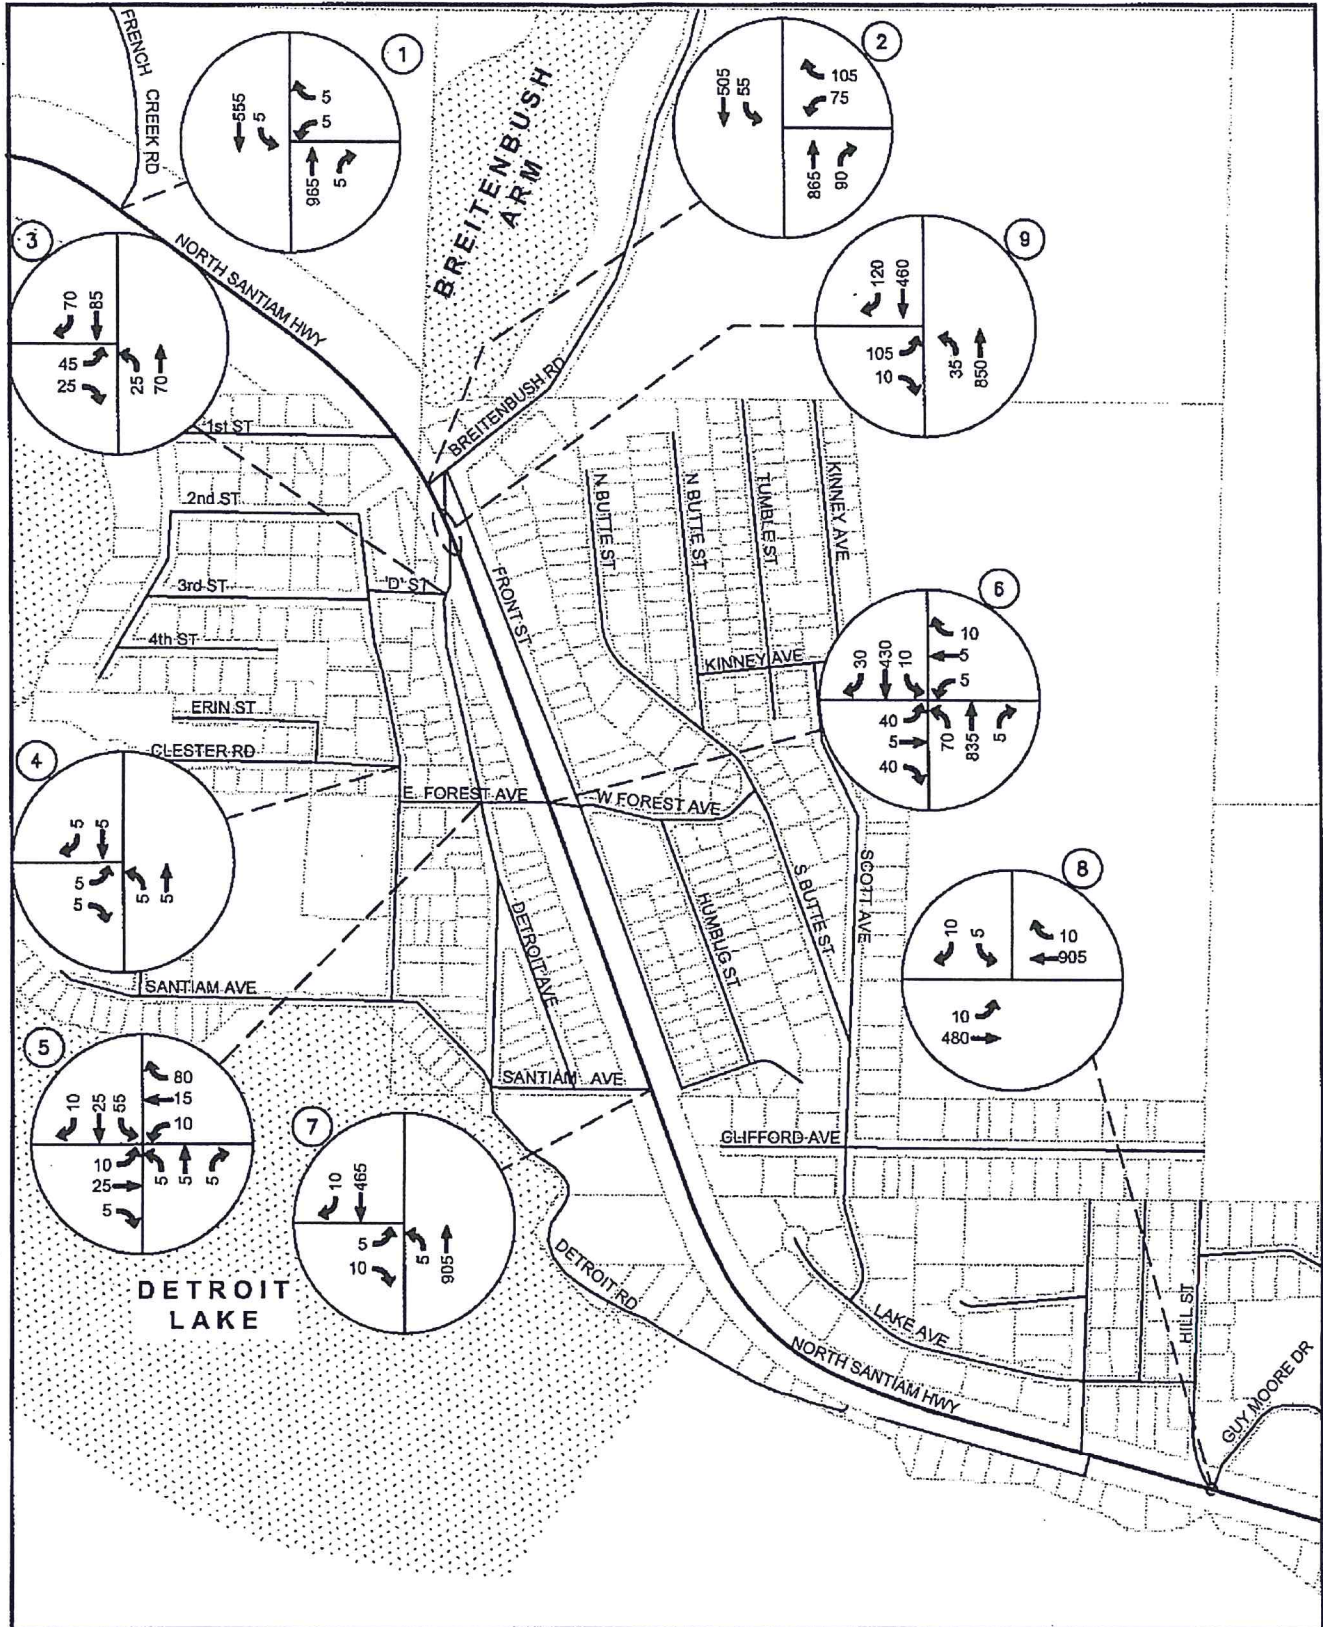 FRENCH CREEK RD
1
555
5
5
5
965
5
BREITENBUSH
ARM
2
505
55
105
75
865
90
3
NORTH SANTIAM HWY
70
85
45
25
25
70
9
120
460
105
10
35
850
BREITENBUSH RD
1st ST
2nd ST
3rd ST
'D' ST
4th ST
ERIN ST
CLESTER RD
FRONT ST
N BUTTE ST
N BUTTE ST
TUMBLE ST
KINNEY AVE
KINNEY AVE
6
30
430
10
10
5
5
40
5
40
70
835
5
4
5
5
5
5
5
5
E. FOREST AVE
W FOREST AVE
DETROIT AVE
HUMBUG ST
S BUTTE ST
SCOTT AVE
8
10
5
10
905
10
480
SANTIAM AVE
5
10
25
55
80
15
10
10
25
5
5
5
5
SANTIAM AVE
7
10
465
5
10
5
905
CLIFFORD AVE
DETROIT
LAKE
DETROIT RD
LAKE AVE
HILL ST
NORTH SANTIAM HWY
GUY MOORE DR